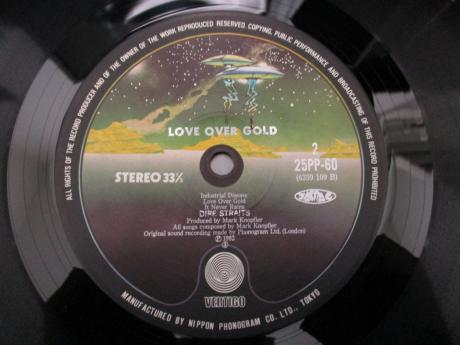 ALL RIGHTS OF THE RECORD PRODUCER AND OF THE OWNER OF THE WORK REPRODUCED RESERVED. COPYING, PUBLIC PERFORMANCE AND BROADCASTING OF THIS RECORD PROHIBITED
LOVE OVER GOLD
STEREO 33⅓
2
25PP-60
(6359 109 B)
Industrial Disease
Love Over Gold
It Never Rains
DIRE STRAITS
Produced by Mark Knopfler
All songs composed by Mark Knopfler
Original sound recording made by Phonogram Ltd. (London)
℗ 1982
VERTIGO
MANUFACTURED BY NIPPON PHONOGRAM CO. LTD., TOKYO